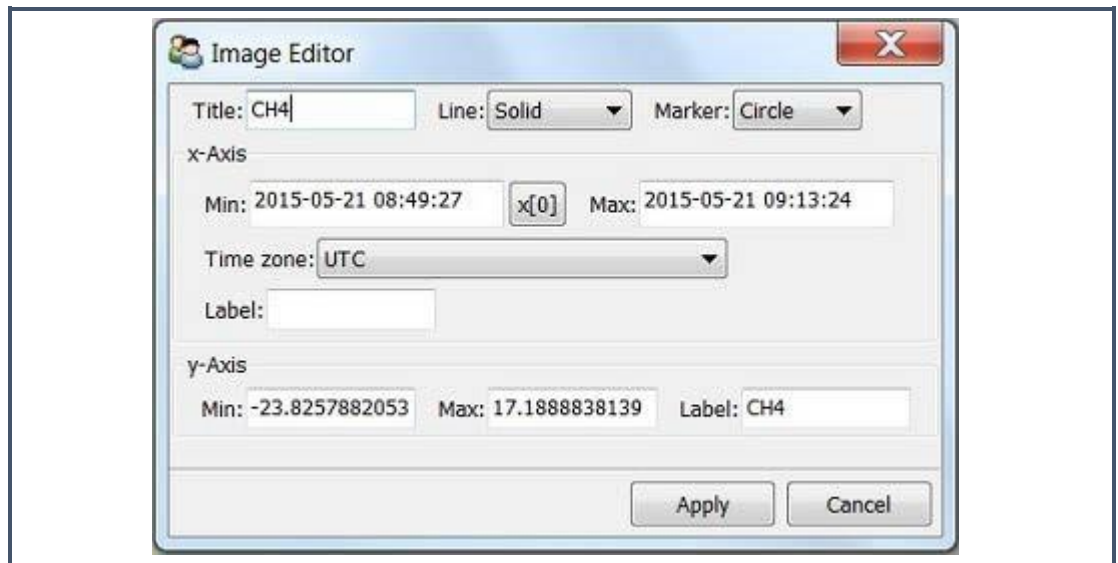 Image Editor
Title: CH4 Line: Solid Marker: Circle
x-Axis
Min: 2015-05-21 08:49:27 x[0] Max: 2015-05-21 09:13:24
Time zone: UTC
Label:
y-Axis
Min: -23.8257882053 Max: 17.1888838139 Label: CH4
Apply Cancel